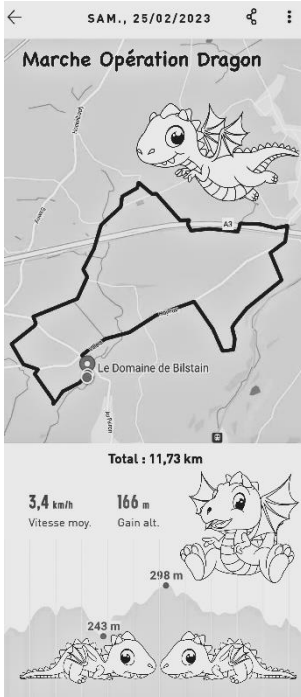 SAM., 25/02/2023
Marche Opération Dragon
A3
Le Domaine de Bilstain
Total : 11,73 km
3,4 km/h
Vitesse moy.
166 m
Gain alt.
298 m
243 m